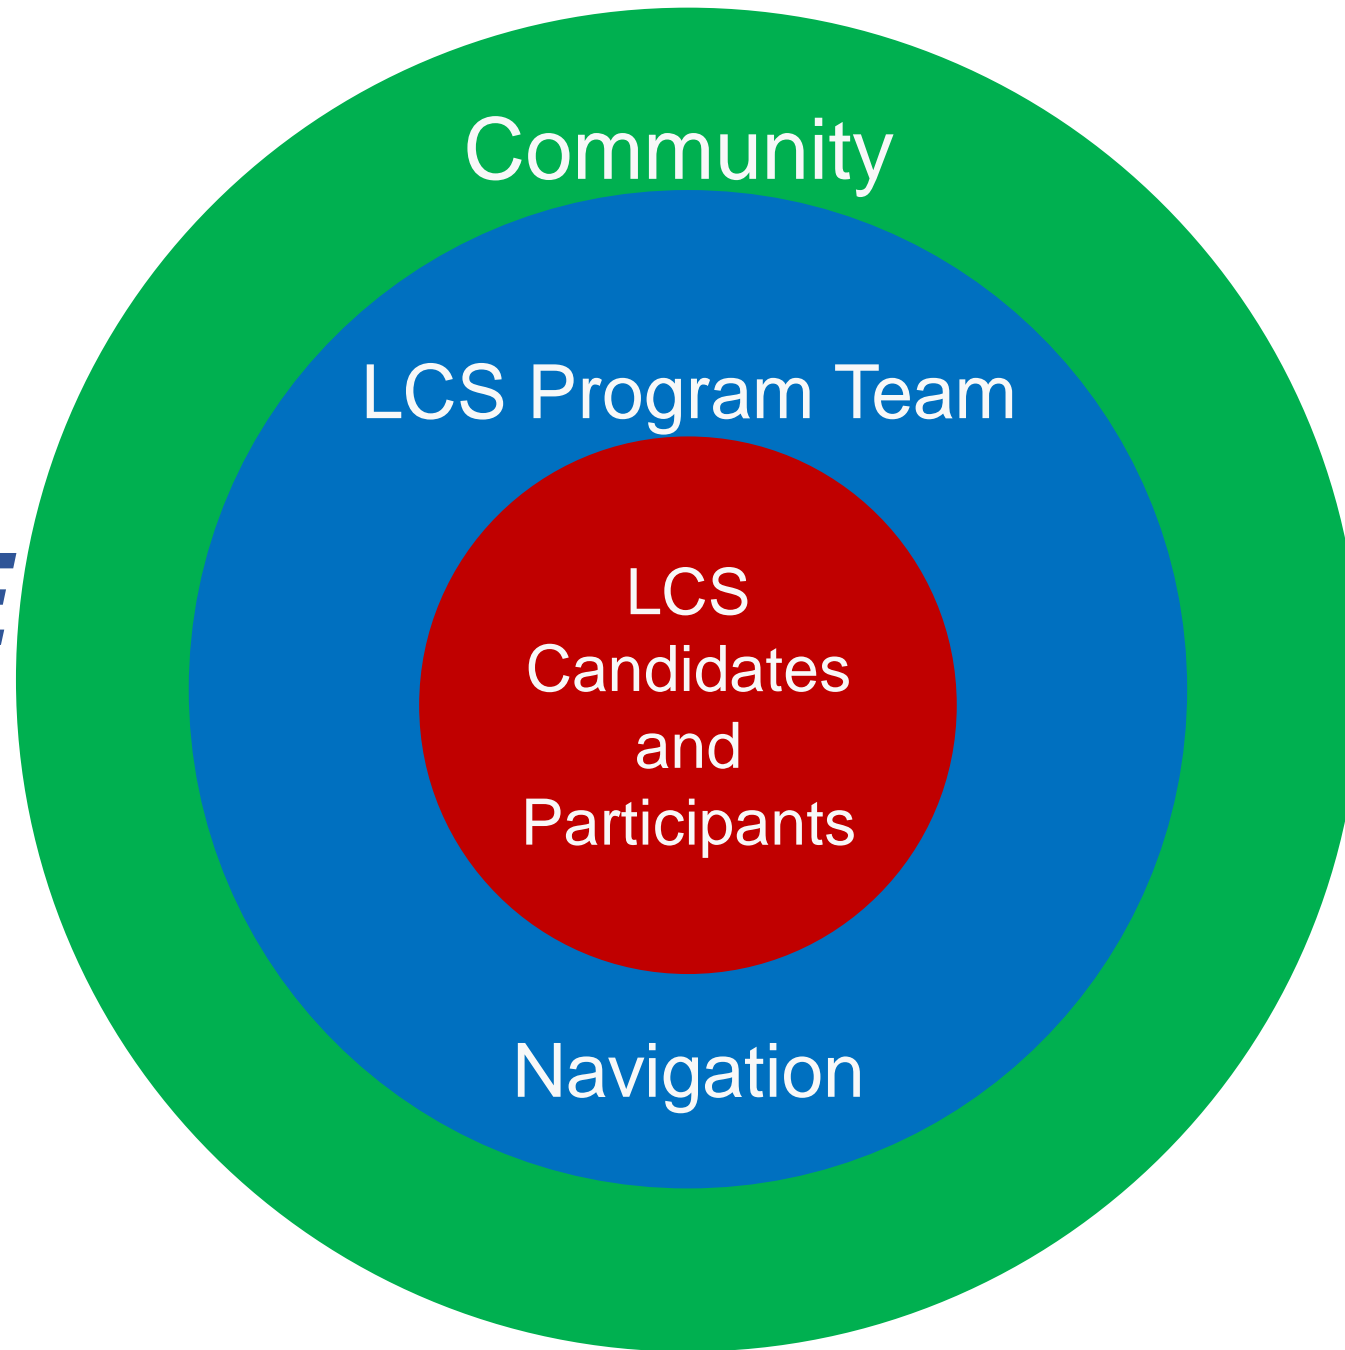 Community
LCS Program Team
LCS
Candidates
and
Participants
Navigation